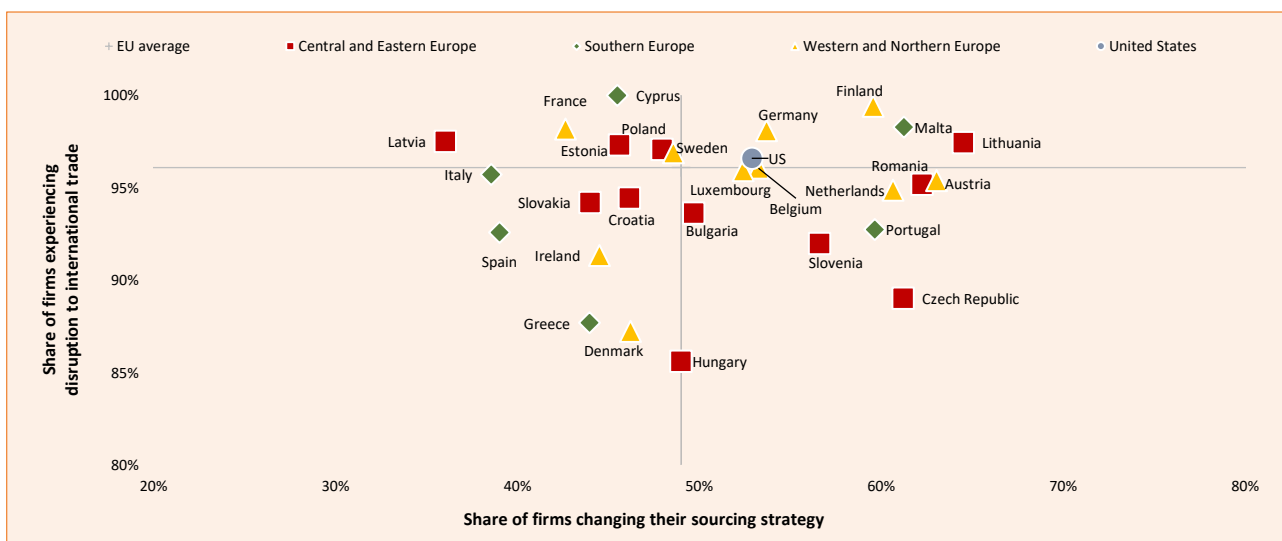 EU average Central and Eastern Europe Southern Europe Western and Northern Europe United States
100%
95%
90%
85%
80%
Share of firms experiencing
disruption to international trade
Finland
France
Cyprus
Germany
Malta
Latvia
Estonia
Poland
Sweden
US
Lithuania
Italy
Romania
Luxembourg
Netherlands
Austria
Slovakia
Croatia
Belgium
Bulgaria
Portugal
Spain
Ireland
Slovenia
Czech Republic
Greece
Denmark
Hungary
20% 30% 40% 50% 60% 70% 80%
Share of firms changing their sourcing strategy